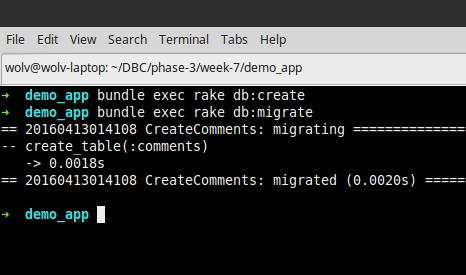 File Edit View Search Terminal Tabs Help
wolv@wolv-laptop: ~/DBC/phase-3/week-7/demo_app
➜ demo_app bundle exec rake db:create
➜ demo_app bundle exec rake db:migrate
== 20160413014108 CreateComments: migrating ==============
-- create_table(:comments)
   -> 0.0018s
== 20160413014108 CreateComments: migrated (0.0020s) ======
➜ demo_app